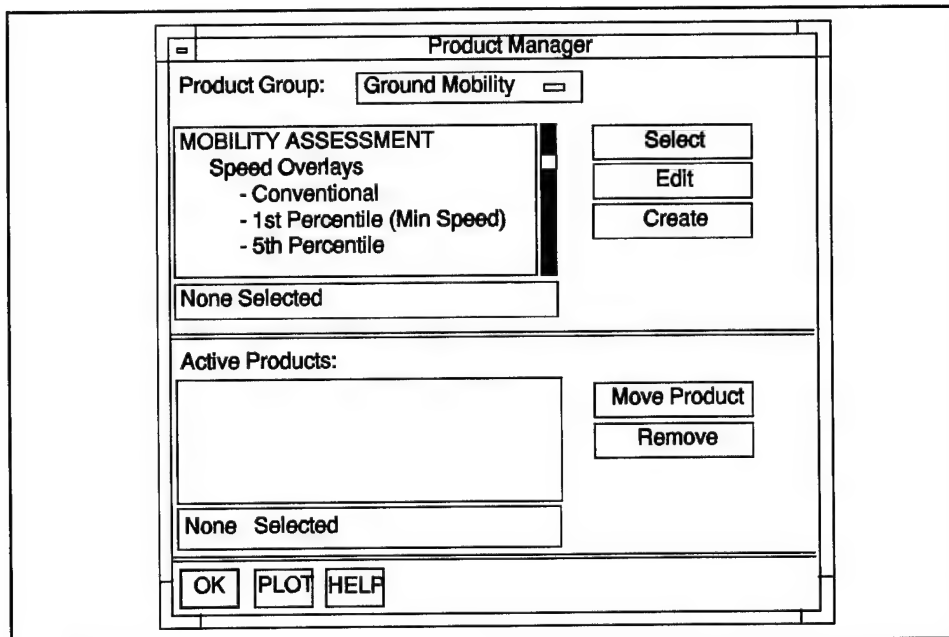 Product Manager
Product Group: Ground Mobility
MOBILITY ASSESSMENT
Speed Overlays
- Conventional
- 1st Percentile (Min Speed)
- 5th Percentile
None Selected
Select
Edit
Create
Active Products:
None Selected
Move Product
Remove
OK PLOT HELP